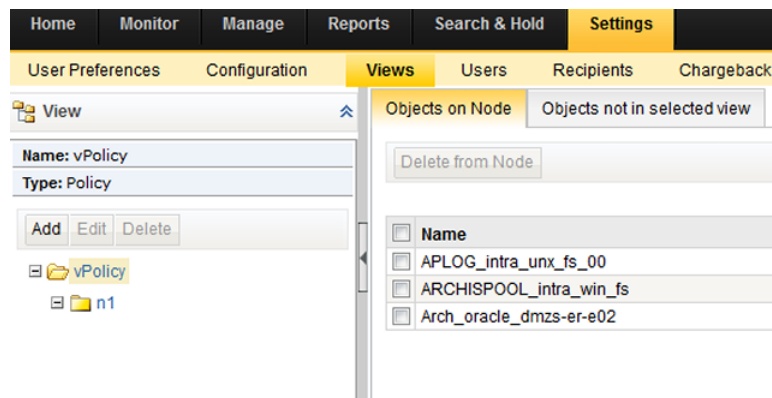 Home Monitor Manage Reports Search & Hold Settings
User Preferences Configuration Views Users Recipients Chargeback
View
Objects on Node Objects not in selected view
Name: vPolicy
Type: Policy
Delete from Node
Add Edit Delete
vPolicy
n1
Name
APLOG_intra_unx_fs_00
ARCHISPOOL_intra_win_fs
Arch_oracle_dmzs-er-e02